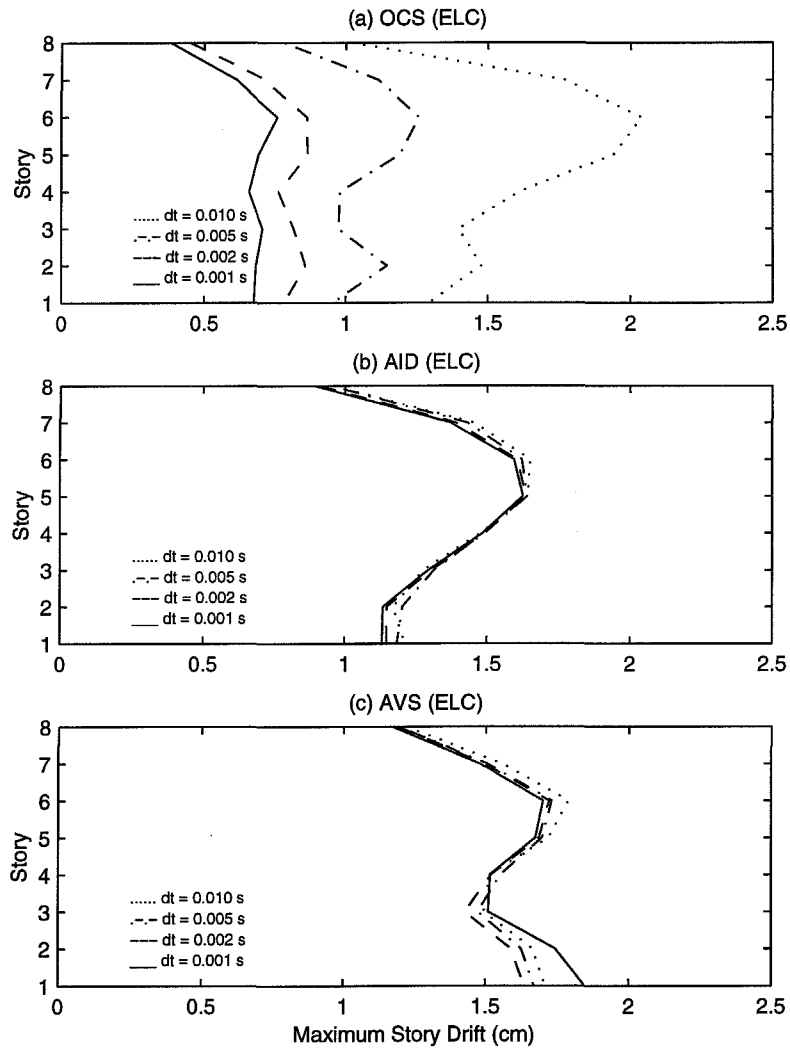 (a) OCS (ELC)
8
7
6
5
4
3
2
1
Story
dt = 0.010 s
dt = 0.005 s
dt = 0.002 s
dt = 0.001 s
0 0.5 1 1.5 2 2.5
(b) AID (ELC)
8
7
6
5
4
3
2
1
Story
dt = 0.010 s
dt = 0.005 s
dt = 0.002 s
dt = 0.001 s
0 0.5 1 1.5 2 2.5
(c) AVS (ELC)
8
7
6
5
4
3
2
1
Story
dt = 0.010 s
dt = 0.005 s
dt = 0.002 s
dt = 0.001 s
0 0.5 1 1.5 2 2.5
Maximum Story Drift (cm)